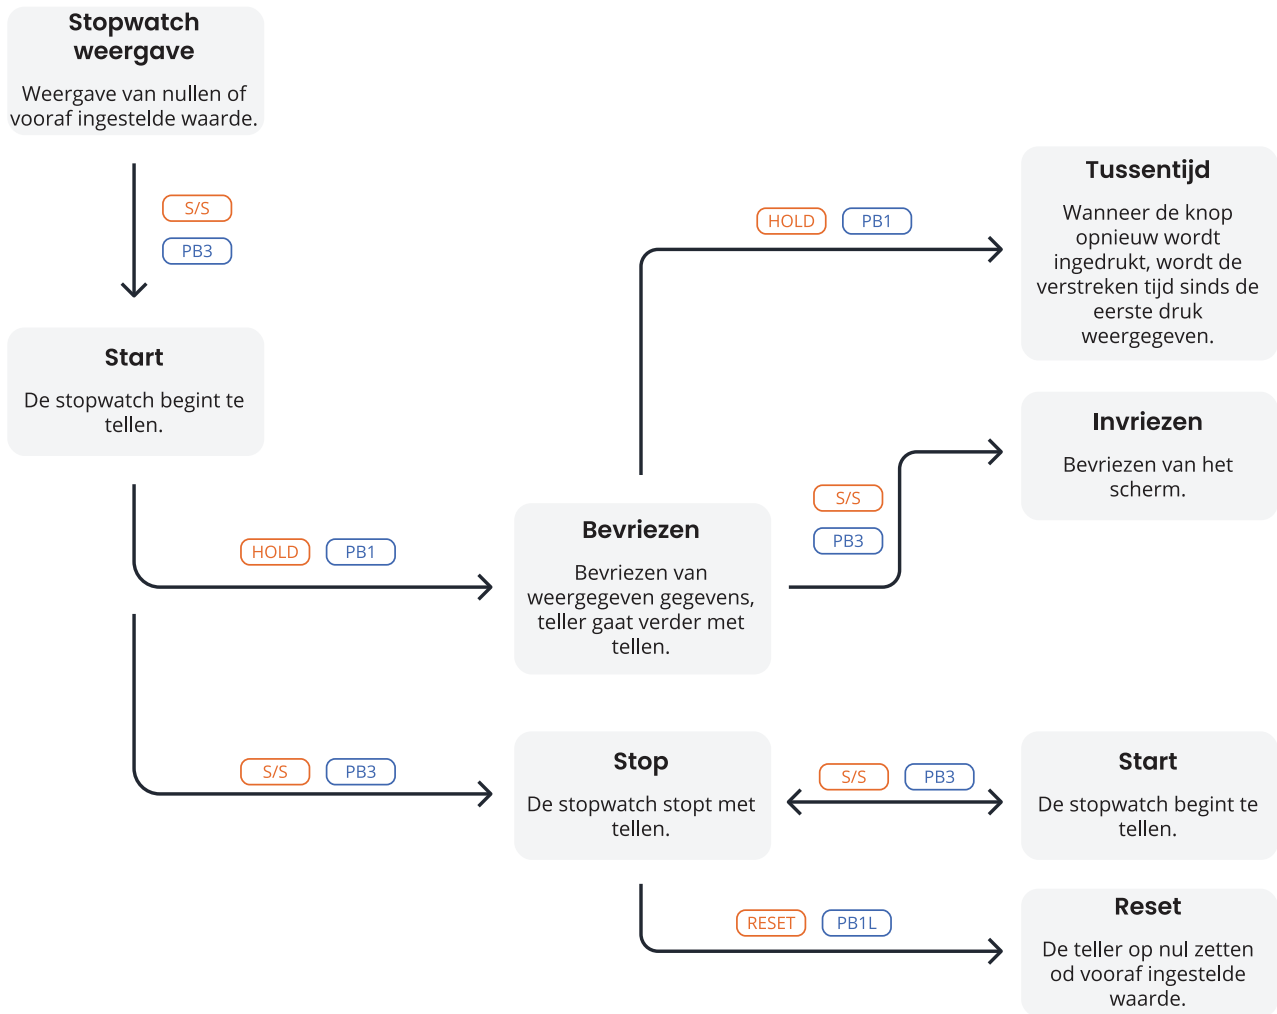 Stopwatch
weergave
Weergave van nullen of
vooraf ingestelde waarde.
S/S
PB3
Start
De stopwatch begint te
tellen.
HOLD PB1
Tussentijd
Wanneer de knop
opnieuw wordt
ingedrukt, wordt de
verstreken tijd sinds de
eerste druk
weergegeven.
Invriezen
Bevriezen van het
scherm.
S/S
PB3
HOLD PB1
Bevriezen
Bevriezen van
weergegeven gegevens,
teller gaat verder met
tellen.
S/S PB3
Stop
De stopwatch stopt met
tellen.
S/S PB3
Start
De stopwatch begint te
tellen.
RESET PB1L
Reset
De teller op nul zetten
od vooraf ingestelde
waarde.